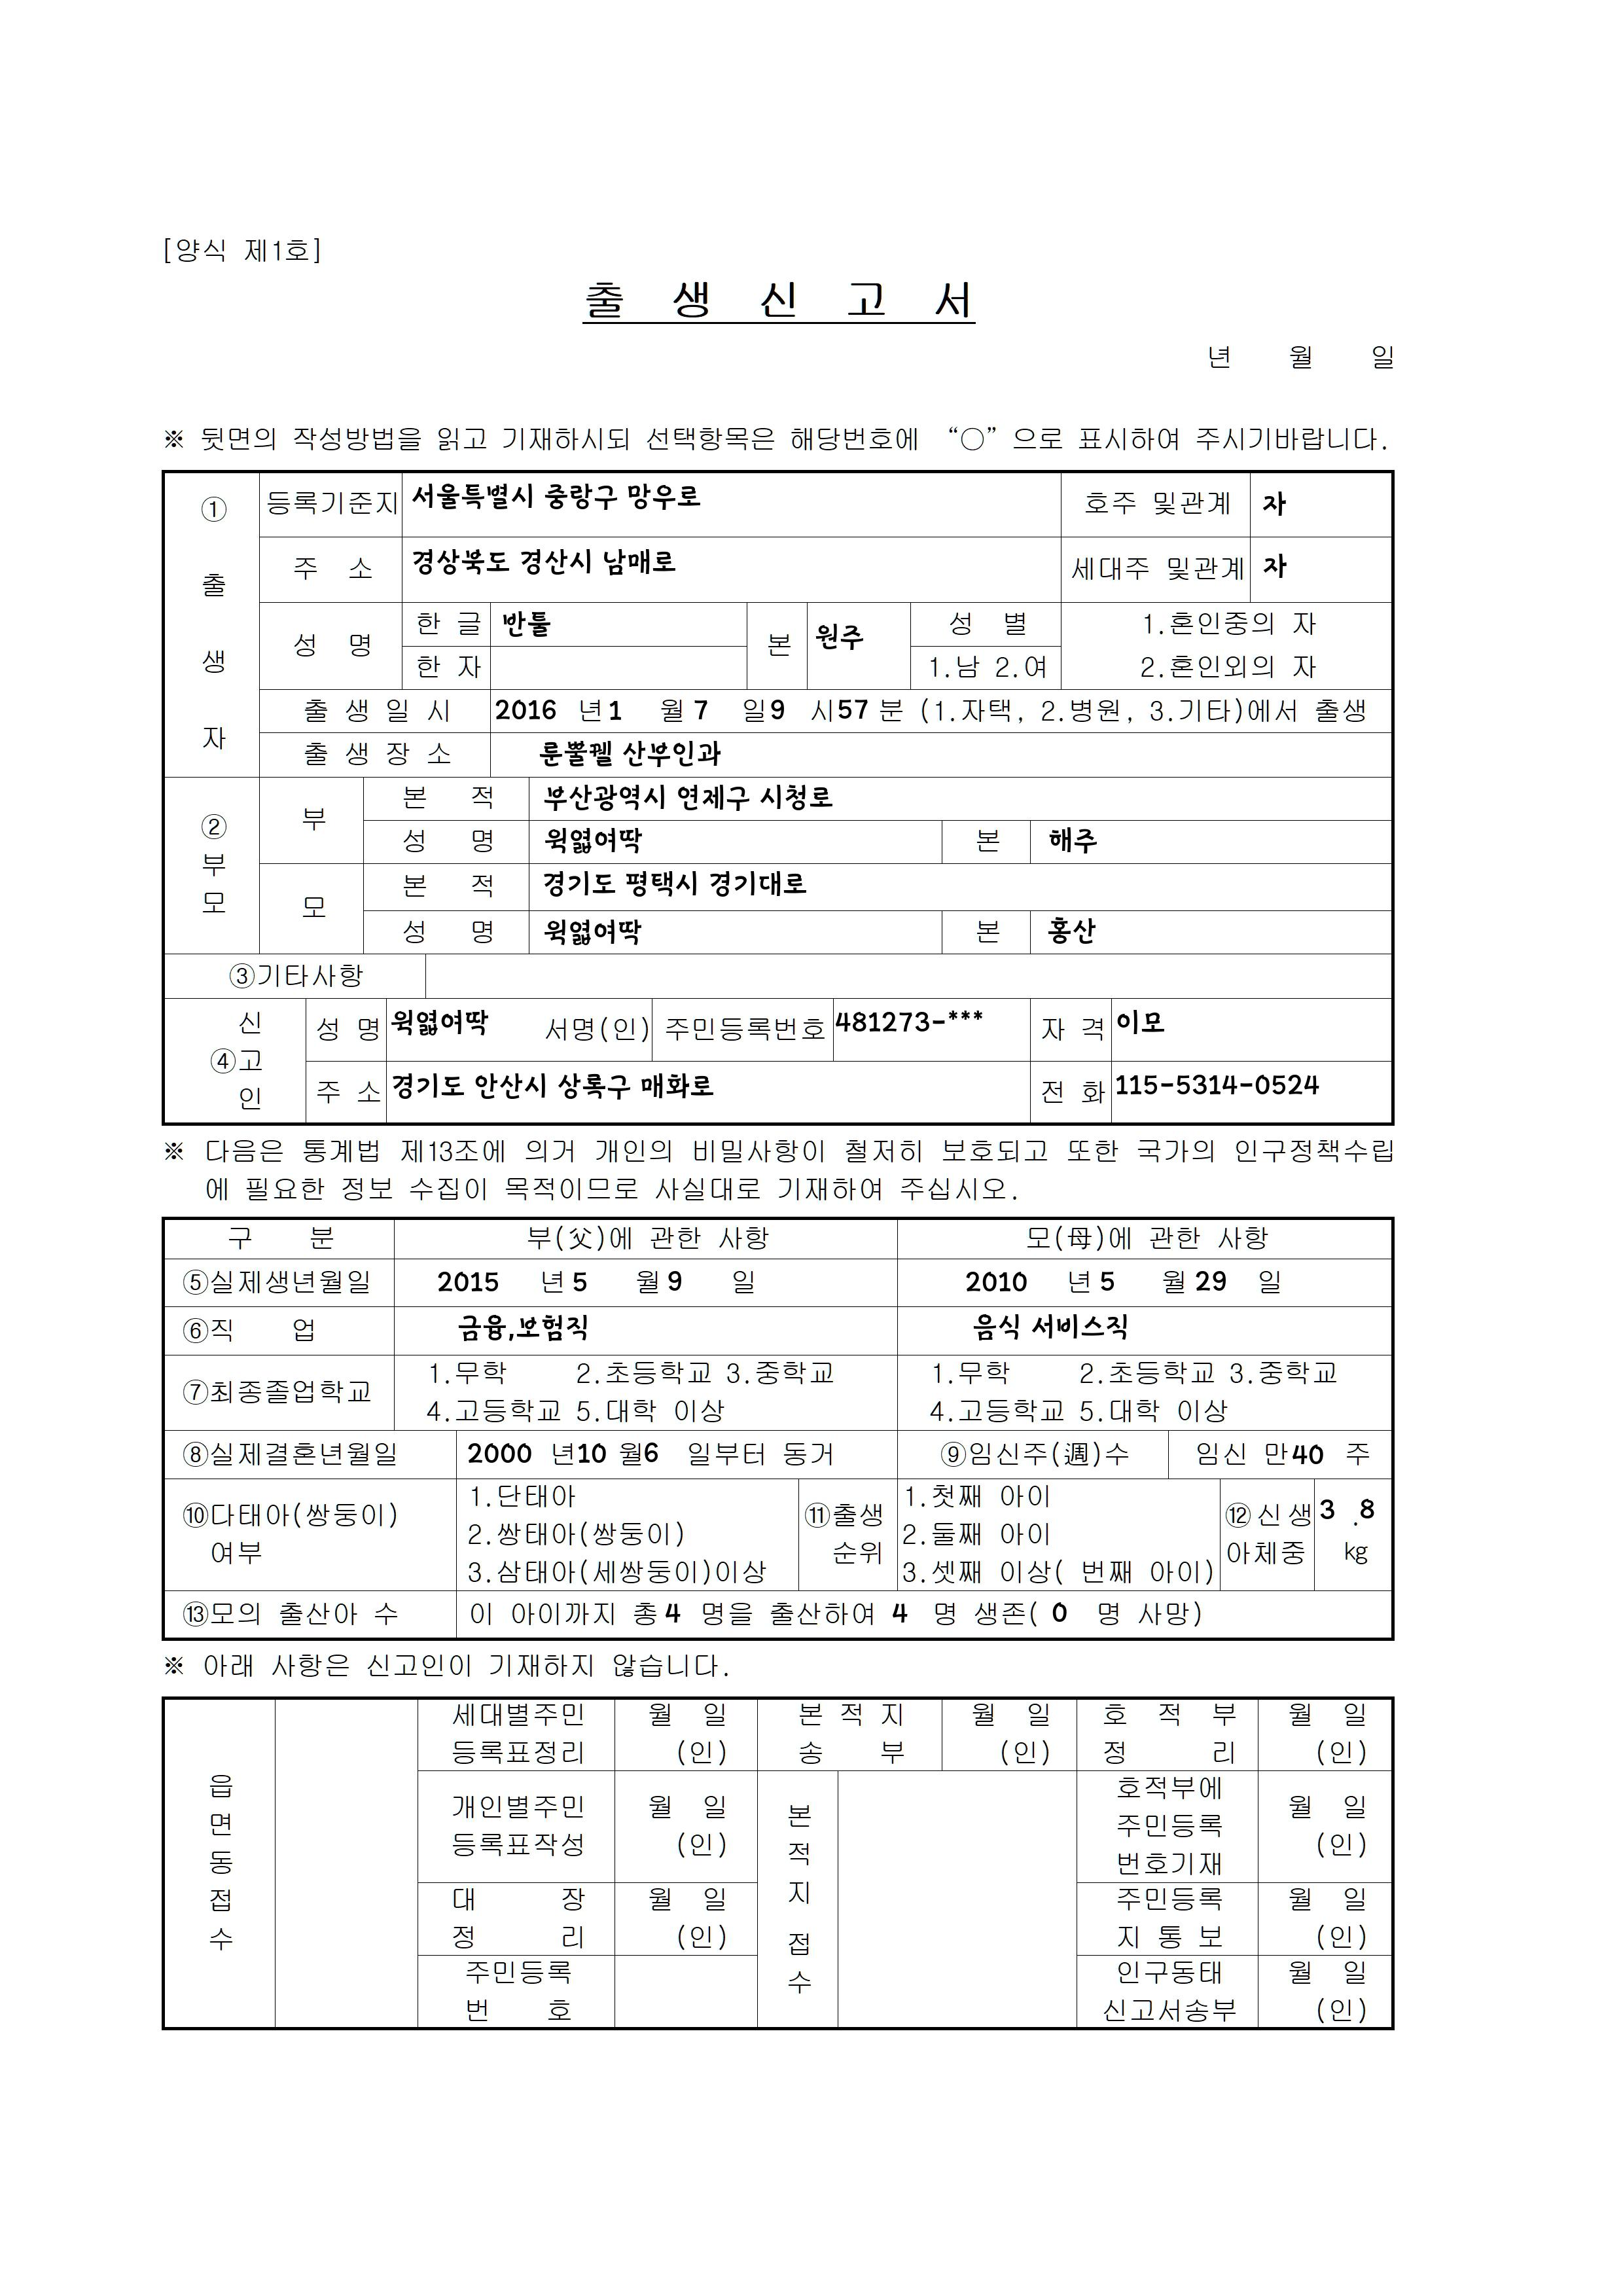 [양식 제1호]
출 생 신 고 서
년 월 일
※ 뒷면의 작성방법을 읽고 기재하시되 선택항목은 해당번호에 “○” 으로 표시하여 주시기바랍니다.
① 출 생 자
등록기준지 서울특별시 중랑구 망우로 호주 및관계 자
주 소 경상북도 경산시 남매로 세대주 및관계 자
성 명 한 글 반툴 본 원주 성 별 1.혼인중의 자
한 자 1.남 2.여 2.혼인외의 자
출 생 일 시 2016 년 1 월 7 일 9 시 57 분 (1.자택, 2.병원, 3.기타)에서 출생
출 생 장 소 룬뿔퀠 산부인과
② 부 모
부 본 적 부산광역시 연제구 시청로
성 명 윅엷여딱 본 해주
모 본 적 경기도 평택시 경기대로
성 명 윅엷여딱 본 홍산
③기타사항
④ 신 고 인
성 명 윅엷여딱 서명(인) 주민등록번호 481273-*** 자 격 이모
주 소 경기도 안산시 상록구 매화로 전 화 115-5314-0524
※ 다음은 통계법 제13조에 의거 개인의 비밀사항이 철저히 보호되고 또한 국가의 인구정책수립
에 필요한 정보 수집이 목적이므로 사실대로 기재하여 주십시오.
구 분 부(父)에 관한 사항 모(母)에 관한 사항
⑤실제생년월일 2015 년 5 월 9 일 2010 년 5 월 29 일
⑥직 업 금융,보험직 음식 서비스직
⑦최종졸업학교
1.무학 2.초등학교 3.중학교 1.무학 2.초등학교 3.중학교
4.고등학교 5.대학 이상 4.고등학교 5.대학 이상
⑧실제결혼년월일 2000 년 10 월 6 일부터 동거 ⑨임신주(週)수 임신 만 40 주
⑩다태아(쌍둥이)
여부
1.단태아
2.쌍태아(쌍둥이)
3.삼태아(세쌍둥이)이상
⑪출생
순위
1.첫째 아이
2.둘째 아이
3.셋째 이상( 번째 아이)
⑫신생
아체중
3 .8
㎏
⑬모의 출산아 수 이 아이까지 총 4 명을 출산하여 4 명 생존( 0 명 사망)
※ 아래 사항은 신고인이 기재하지 않습니다.
읍 면 동 접 수
세대별주민 월 일 본 적 지 월 일 호 적 부 월 일
등록표정리 (인) 송 부 (인) 정 리 (인)
개인별주민 월 일
등록표작성 (인)
본 적 지 접 수
호적부에
주민등록 월 일
번호기재 (인)
대 장 월 일 주민등록 월 일
정 리 (인) 지 통 보 (인)
주민등록 인구동태 월 일
번 호 신고서송부 (인)